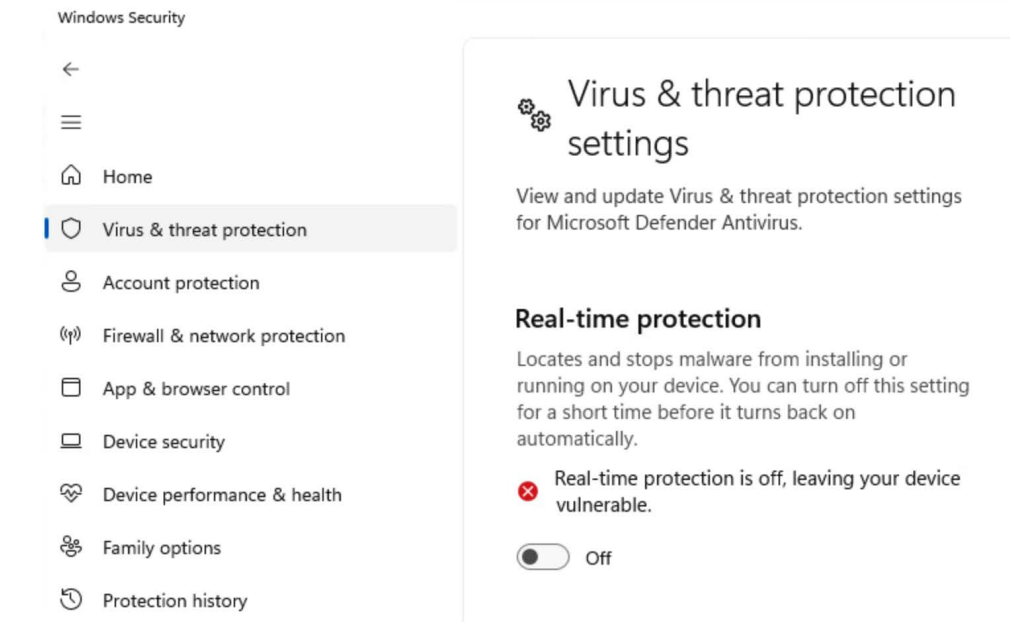 Windows Security
Home
Virus & threat protection
Account protection
Firewall & network protection
App & browser control
Device security
Device performance & health
Family options
Protection history
Virus & threat protection
settings
View and update Virus & threat protection settings
for Microsoft Defender Antivirus.
Real-time protection
Locates and stops malware from installing or
running on your device. You can turn off this setting
for a short time before it turns back on
automatically.
Real-time protection is off, leaving your device
vulnerable.
Off